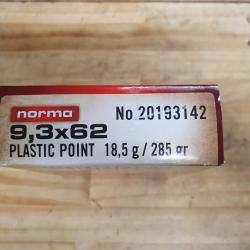 norma No.20193142
9,3x62
PLASTIC POINT 18,5 g / 285 gr